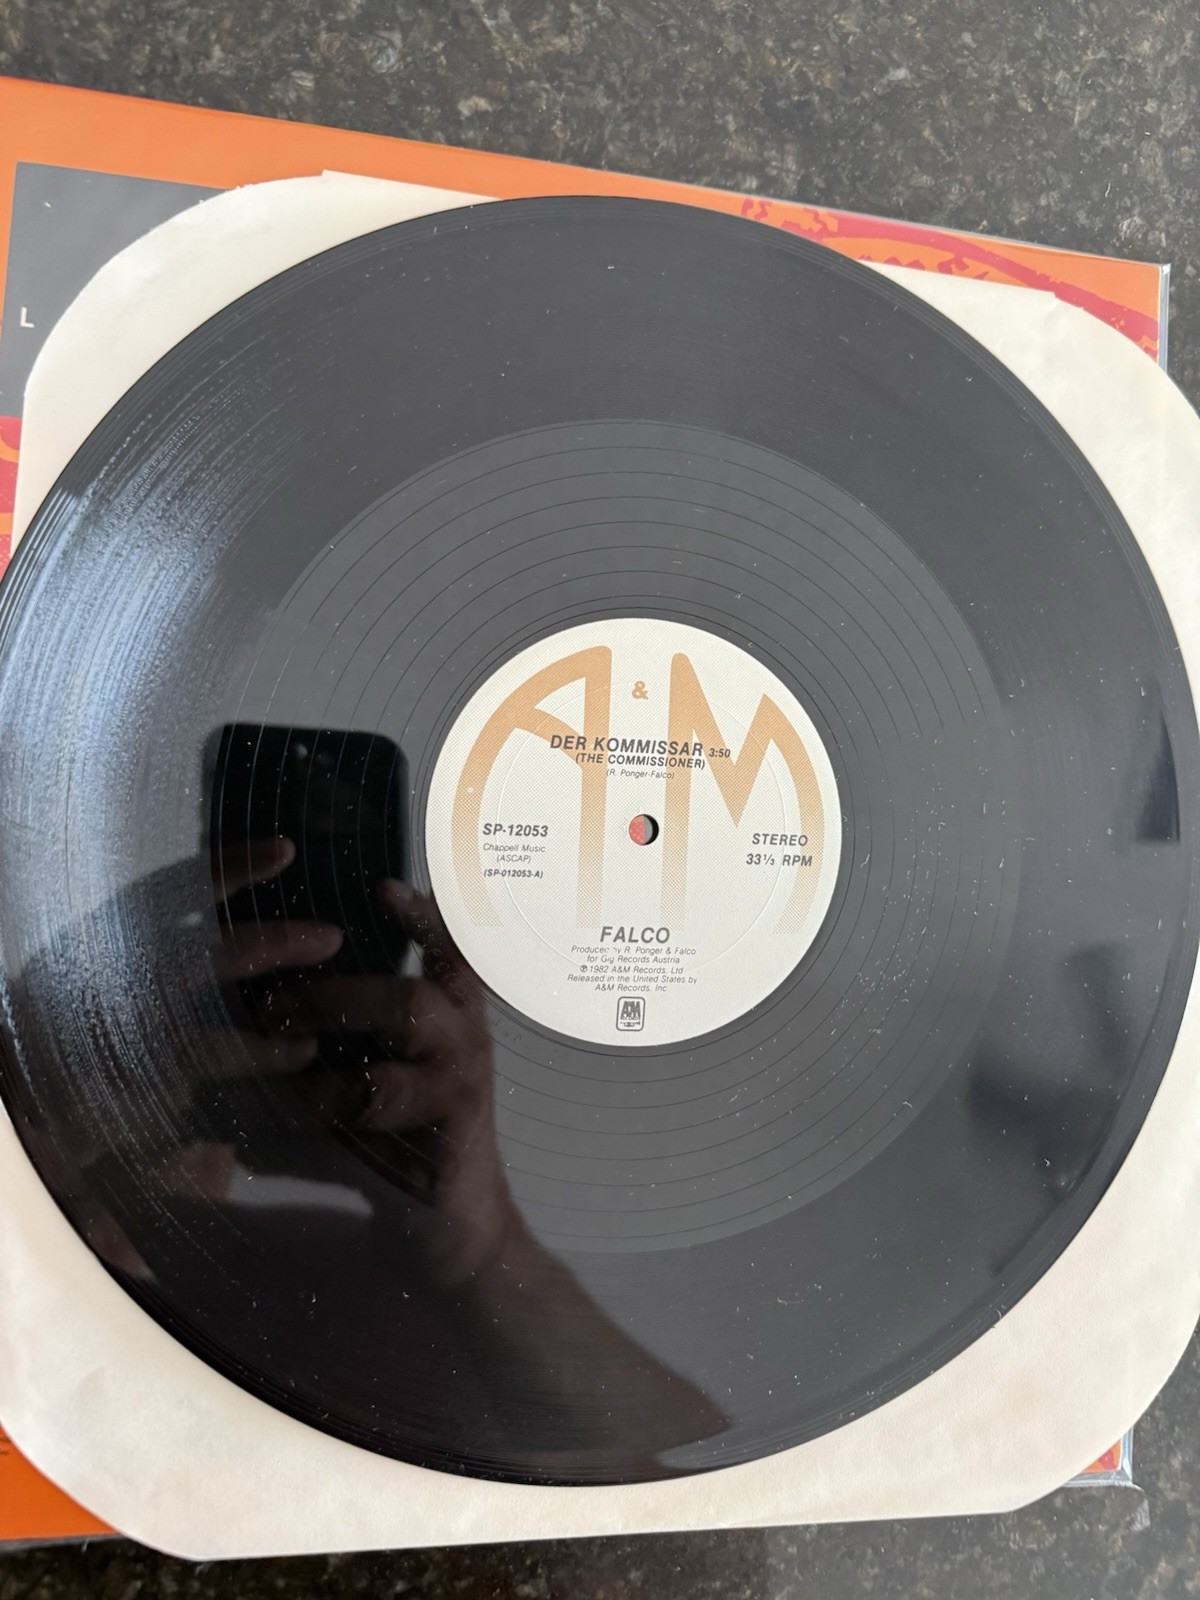 L
A & M
DER KOMMISSAR 3:50
(THE COMMISSIONER)
(R. Ponger-Falco)
SP-12053
Chappell Music
(ASCAP)
(SP-012053-A)
STEREO
33 1/3 RPM
FALCO
Produced by R. Ponger & Falco
for Gig Records Austria
℗ 1982 A&M Records, Ltd
Released in the United States by
A&M Records, Inc
A&M